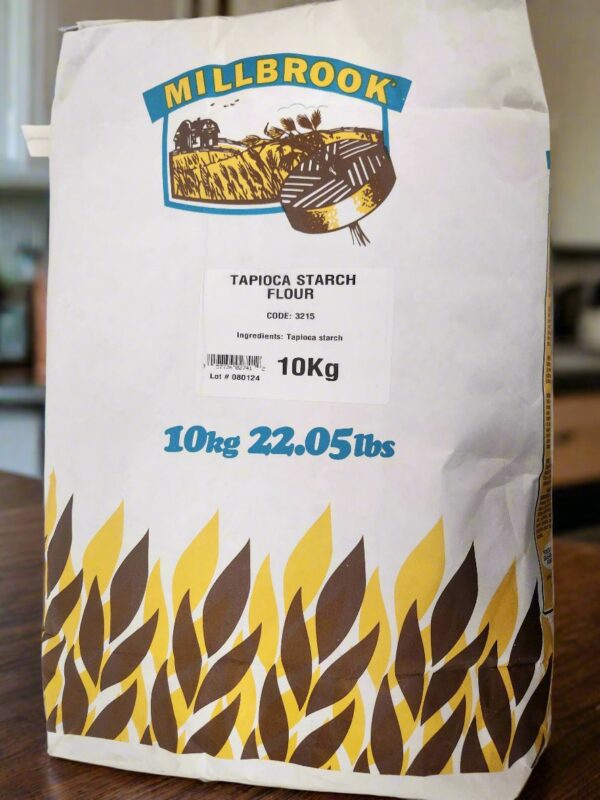 MILLBROOK
TAPIOCA STARCH
FLOUR
CODE: 3215
Ingredients: Tapioca starch
10Kg
Lot # 080124
10kg 22.05lbs